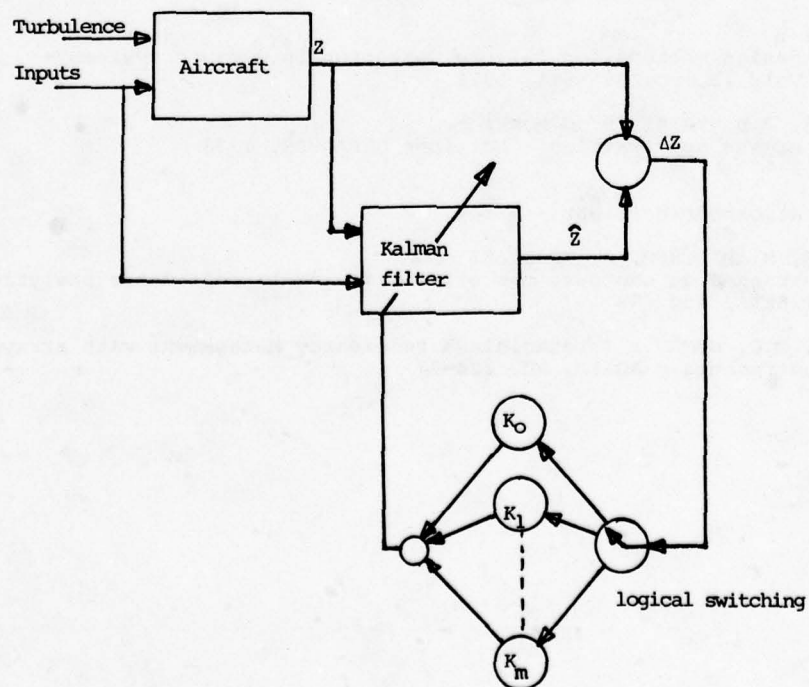 Turbulence
Z
Inputs
Aircraft
ΔZ
Ẑ
Kalman
filter
K₀
K₁
logical switching
Kₘ